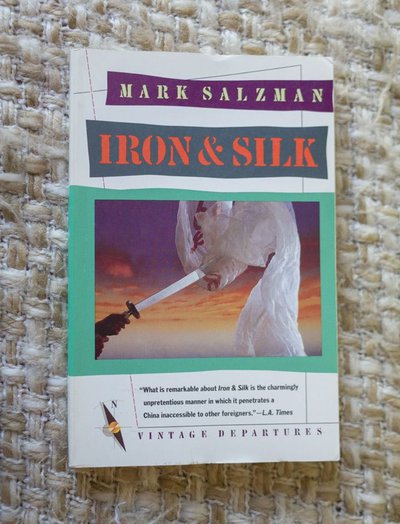 MARK SALZMAN
IRON & SILK
"What is remarkable about Iron & Silk is the charmingly
unpretentious manner in which it penetrates a
China inaccessible to other foreigners."—L.A. Times
N
VINTAGE DEPARTURES